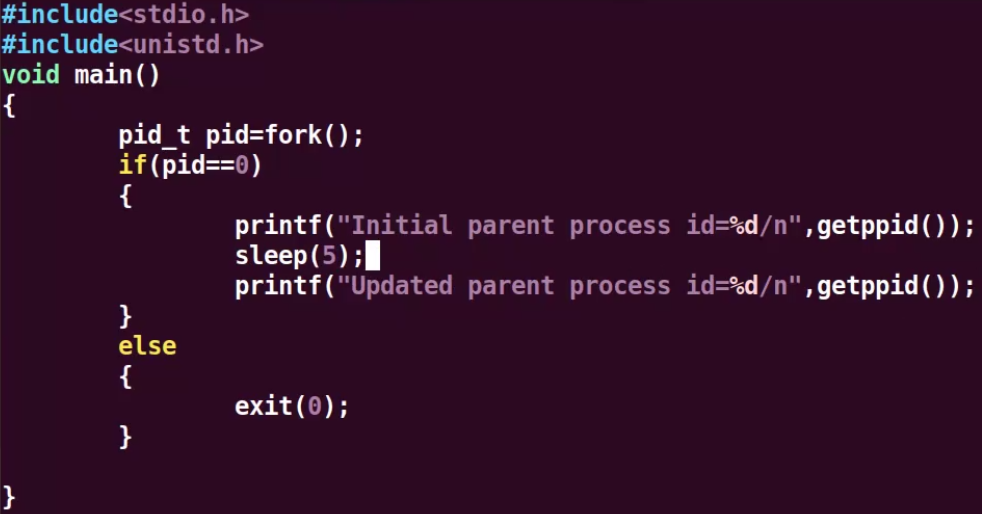 #include<stdio.h>
#include<unistd.h>
void main()
{
        pid_t pid=fork();
        if(pid==0)
        {
                printf("Initial parent process id=%d/n",getppid());
                sleep(5);
                printf("Updated parent process id=%d/n",getppid());
        }
        else
        {
                exit(0);
        }

}